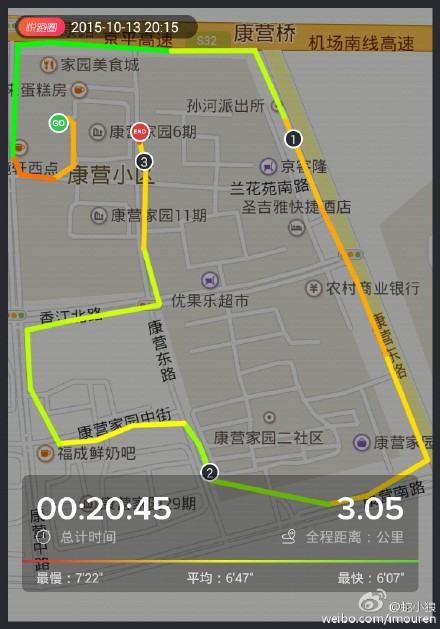 悦跑圈 2015-10-13 20:15
康营桥
京平高速
S32
机场南线高速
家园美食城
蛋糕房
孙河派出所
GO
END
康营家园6期
1
3
京客隆
西点
康营小区
兰花苑南路
圣吉雅快捷酒店
康营家园11期
农村商业银行
优果乐超市
香江北路
康营东路
康营家园中街
康营家园二社区
康营家园
福成鲜奶吧
2
康营南路
康营中路
00:20:45
3.05
总计时间
全程距离：公里
最慢：7'22"
平均：6'47"
最快：6'07"
weibo.com/imouren